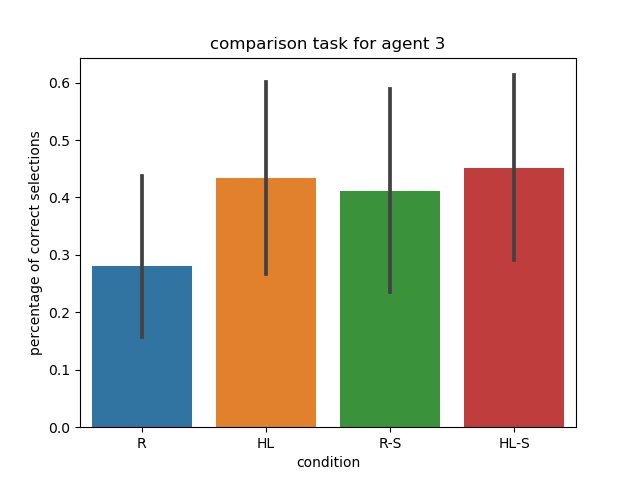 comparison task for agent 3
percentage of correct selections
0.6
0.5
0.4
0.3
0.2
0.1
0.0
R HL R-S HL-S
condition